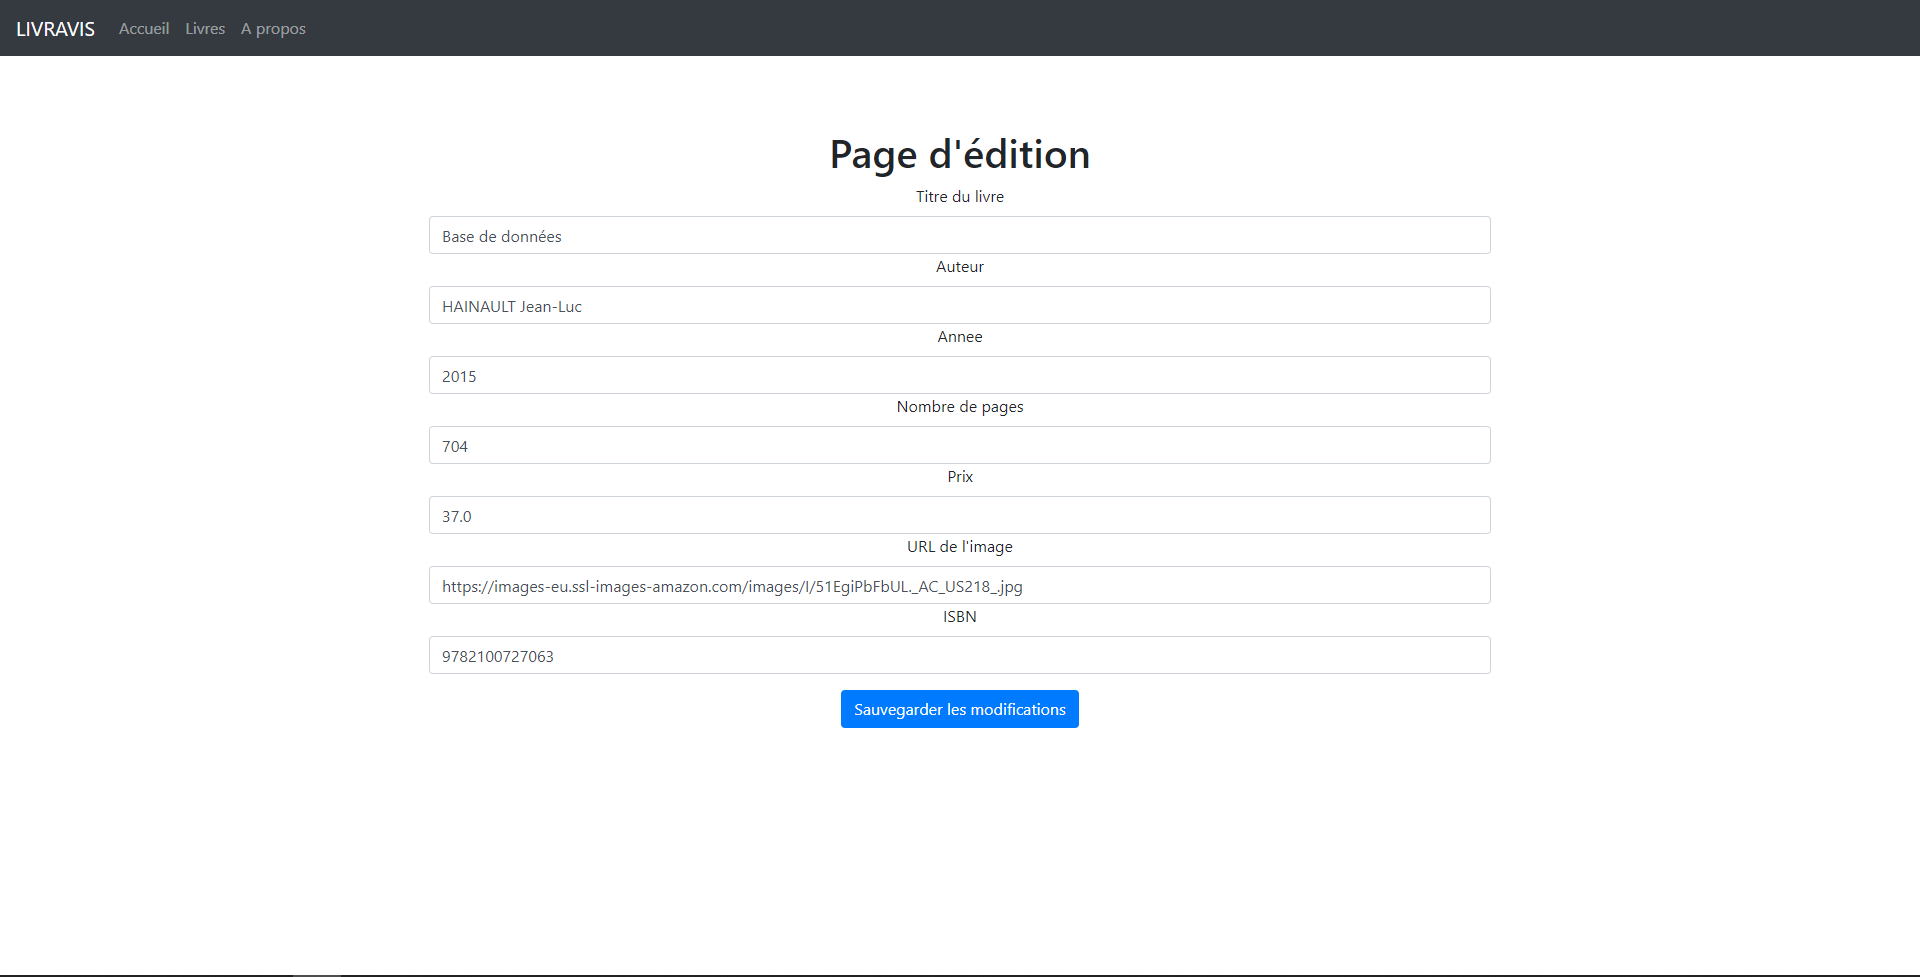 LIVRAVIS Accueil Livres A propos
Page d'édition
Titre du livre
Base de données
Auteur
HAINAULT Jean-Luc
Annee
2015
Nombre de pages
704
Prix
37.0
URL de l'image
https://images-eu.ssl-images-amazon.com/images/I/51EgiPbFbUL._AC_US218_.jpg
ISBN
9782100727063
Sauvegarder les modifications